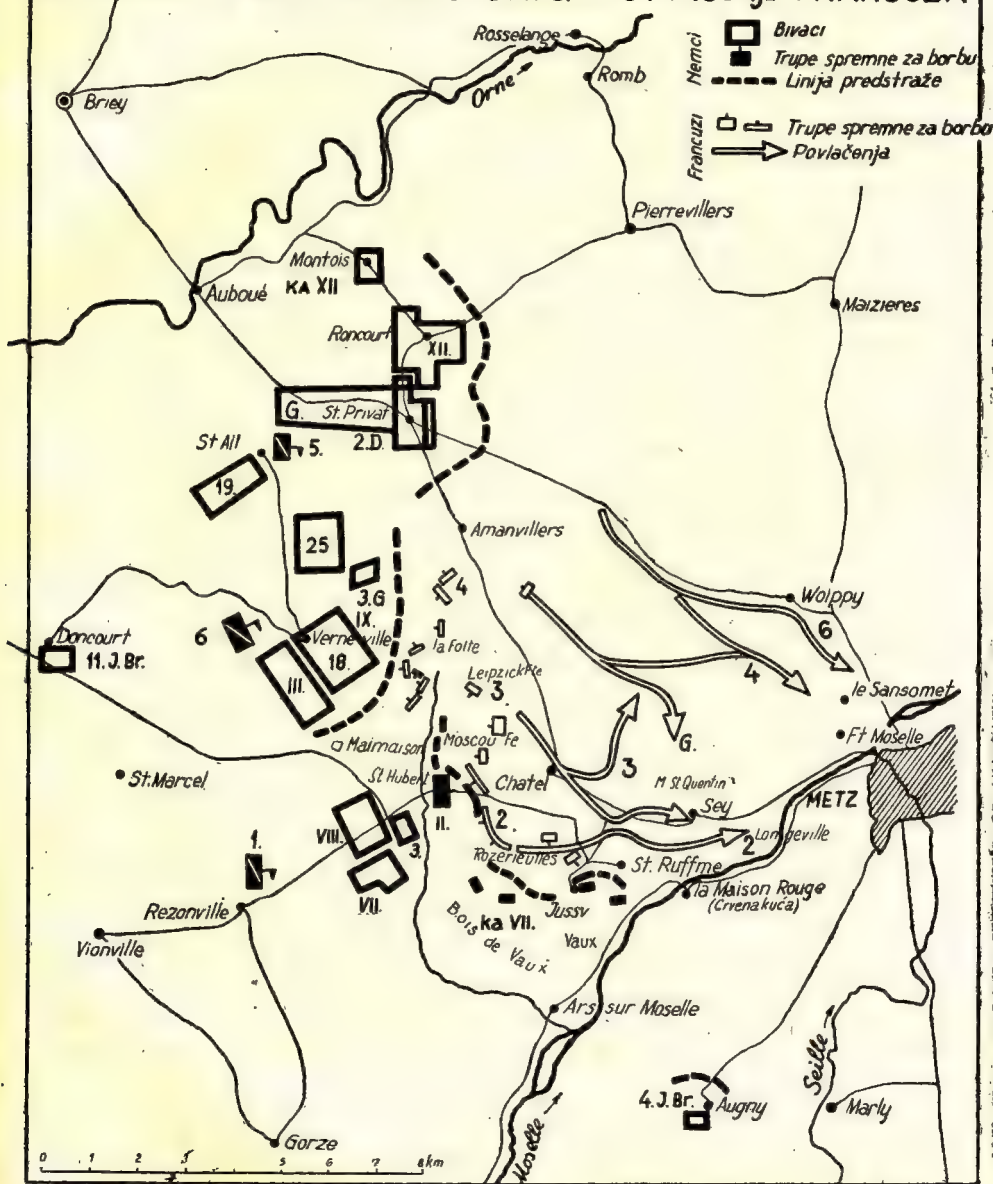 FRANCUZA
Nemci
Bivaci
Trupe spremne za borbu
Linija predstraže
Francuzi
Trupe spremne za borbu
Povlačenja
Rosselange
Romb
Orne
Briey
Pierrevillers
Montois
KA XII
Auboué
Maizieres
Roncourt
XII.
G.
St. Privat
2.D.
St Ail
5.
19.
Amanvillers
25
3.G
IX.
4
Woippy
6
Doncourt
11. J. Br.
6
Verneville
18.
III.
la Folie
4
Leipzick Fe
3
le Sansomet
Ft Moselle
G.
Malmaison
Moscou Fe
3
St. Marcel
St Hubert
II.
Chatel
M St. Quentin
Sey
METZ
VIII.
3.
2.
2
Longeville
1.
VII.
Rozerieulles
St. Ruffine
Rezonville
la Maison Rouge
(Crvena kuća)
Jussy
ka VII.
Bois de Vaux
Vaux
Vionville
Ars sur Moselle
Seille
4. J. Br.
Augny
Marly
Gorze
Moselle
0 1 2 3 5 6 7 8 km